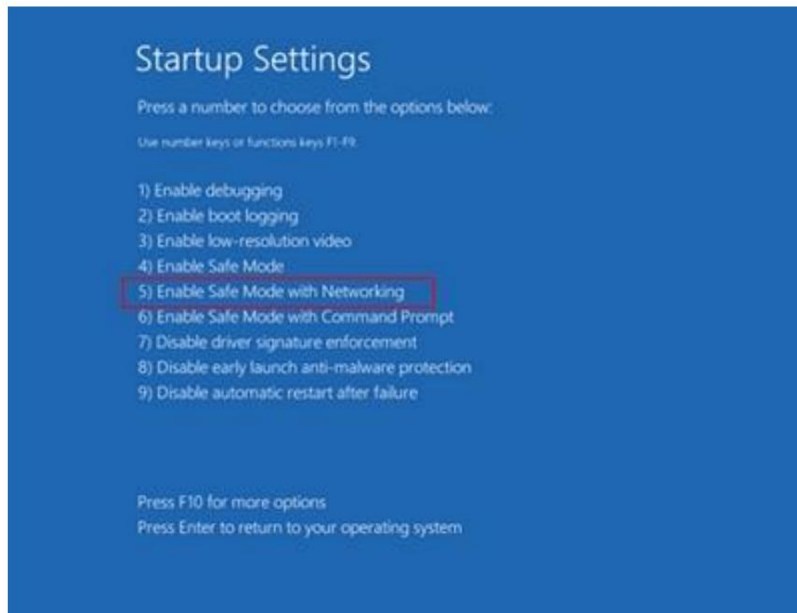 Startup Settings
Press a number to choose from the options below:
Use number keys or functions keys F1-F9.
1) Enable debugging
2) Enable boot logging
3) Enable low-resolution video
4) Enable Safe Mode
5) Enable Safe Mode with Networking
6) Enable Safe Mode with Command Prompt
7) Disable driver signature enforcement
8) Disable early launch anti-malware protection
9) Disable automatic restart after failure
Press F10 for more options
Press Enter to return to your operating system